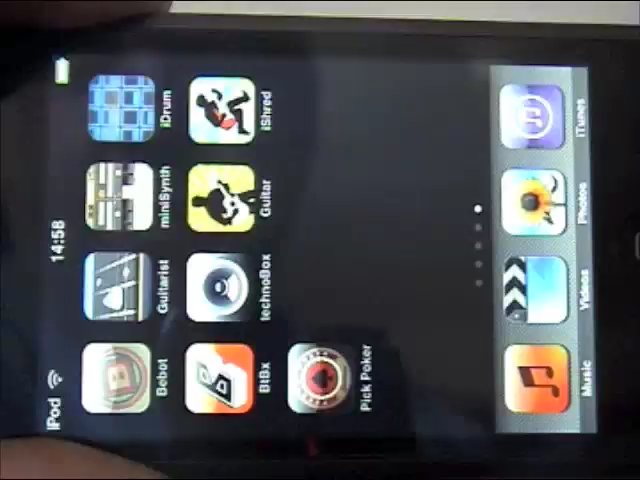 iPod 14:58
Bebot Guitarist miniSynth iDrum
BtBx technoBox Guitar iShred
Pick Poker
Music Videos Photos iTunes